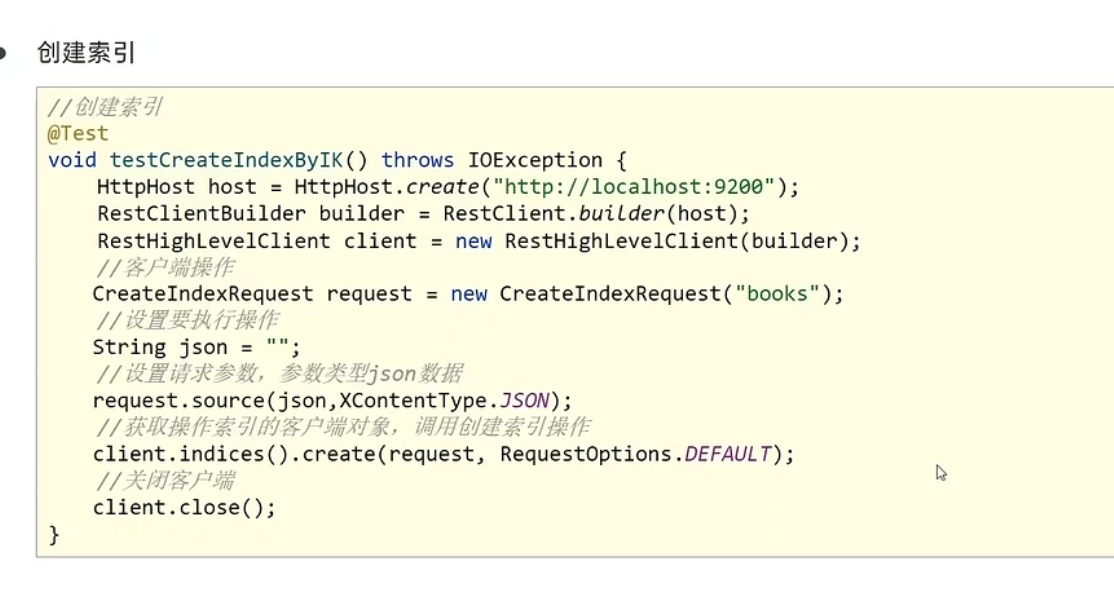 创建索引
//创建索引
@Test
void testCreateIndexByIK() throws IOException {
HttpHost host = HttpHost.create("http://localhost:9200");
RestClientBuilder builder = RestClient.builder(host);
RestHighLevelClient client = new RestHighLevelClient(builder);
//客户端操作
CreateIndexRequest request = new CreateIndexRequest("books");
//设置要执行操作
String json = "";
//设置请求参数，参数类型json数据
request.source(json,XContentType.JSON);
//获取操作索引的客户端对象，调用创建索引操作
client.indices().create(request, RequestOptions.DEFAULT);
//关闭客户端
client.close();
}